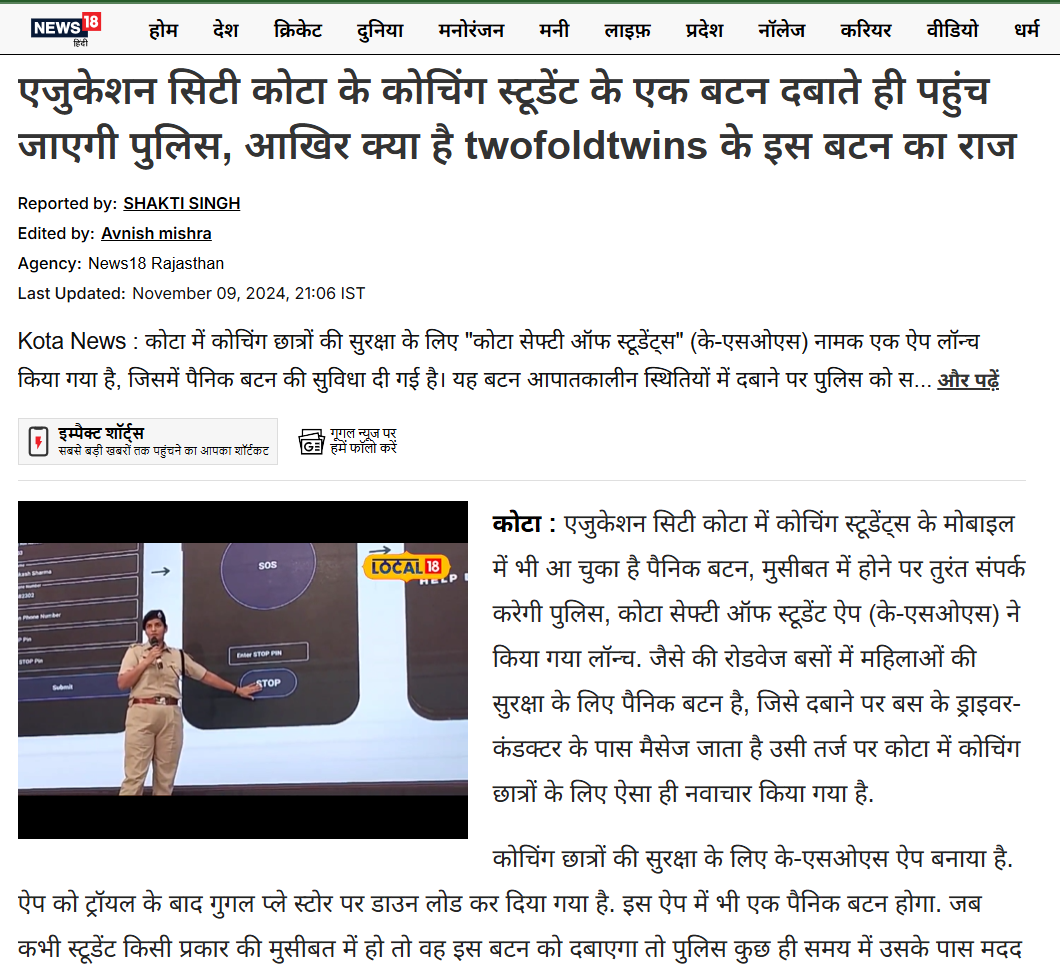 NEWS18
हिंदी
होम देश क्रिकेट दुनिया मनोरंजन मनी लाइफ़ प्रदेश नॉलेज करियर वीडियो धर्म
एजुकेशन सिटी कोटा के कोचिंग स्टूडेंट के एक बटन दबाते ही पहुंच
जाएगी पुलिस, आखिर क्या है twofoldtwins के इस बटन का राज
Reported by: SHAKTI SINGH
Edited by: Avnish mishra
Agency: News18 Rajasthan
Last Updated: November 09, 2024, 21:06 IST
Kota News : कोटा में कोचिंग छात्रों की सुरक्षा के लिए "कोटा सेफ्टी ऑफ स्टूडेंट्स" (के-एसओएस) नामक एक ऐप लॉन्च
किया गया है, जिसमें पैनिक बटन की सुविधा दी गई है। यह बटन आपातकालीन स्थितियों में दबाने पर पुलिस को स... और पढ़ें
इम्पैक्ट शॉर्ट्स
सबसे बड़ी खबरों तक पहुंचने का आपका शॉर्टकट
गूगल न्यूज पर
हमें फॉलो करें
Phone Number
STOP Pin
Submit
SOS
Enter STOP PIN
STOP
LOCAL 18
HELP
कोटा : एजुकेशन सिटी कोटा में कोचिंग स्टूडेंट्स के मोबाइल
में भी आ चुका है पैनिक बटन, मुसीबत में होने पर तुरंत संपर्क
करेगी पुलिस, कोटा सेफ्टी ऑफ स्टूडेंट ऐप (के-एसओएस) ने
किया गया लॉन्च. जैसे की रोडवेज बसों में महिलाओं की
सुरक्षा के लिए पैनिक बटन है, जिसे दबाने पर बस के ड्राइवर-
कंडक्टर के पास मैसेज जाता है उसी तर्ज पर कोटा में कोचिंग
छात्रों के लिए ऐसा ही नवाचार किया गया है.
कोचिंग छात्रों की सुरक्षा के लिए के-एसओएस ऐप बनाया है.
ऐप को ट्रॉयल के बाद गुगल प्ले स्टोर पर डाउन लोड कर दिया गया है. इस ऐप में भी एक पैनिक बटन होगा. जब
कभी स्टूडेंट किसी प्रकार की मुसीबत में हो तो वह इस बटन को दबाएगा तो पुलिस कुछ ही समय में उसके पास मदद